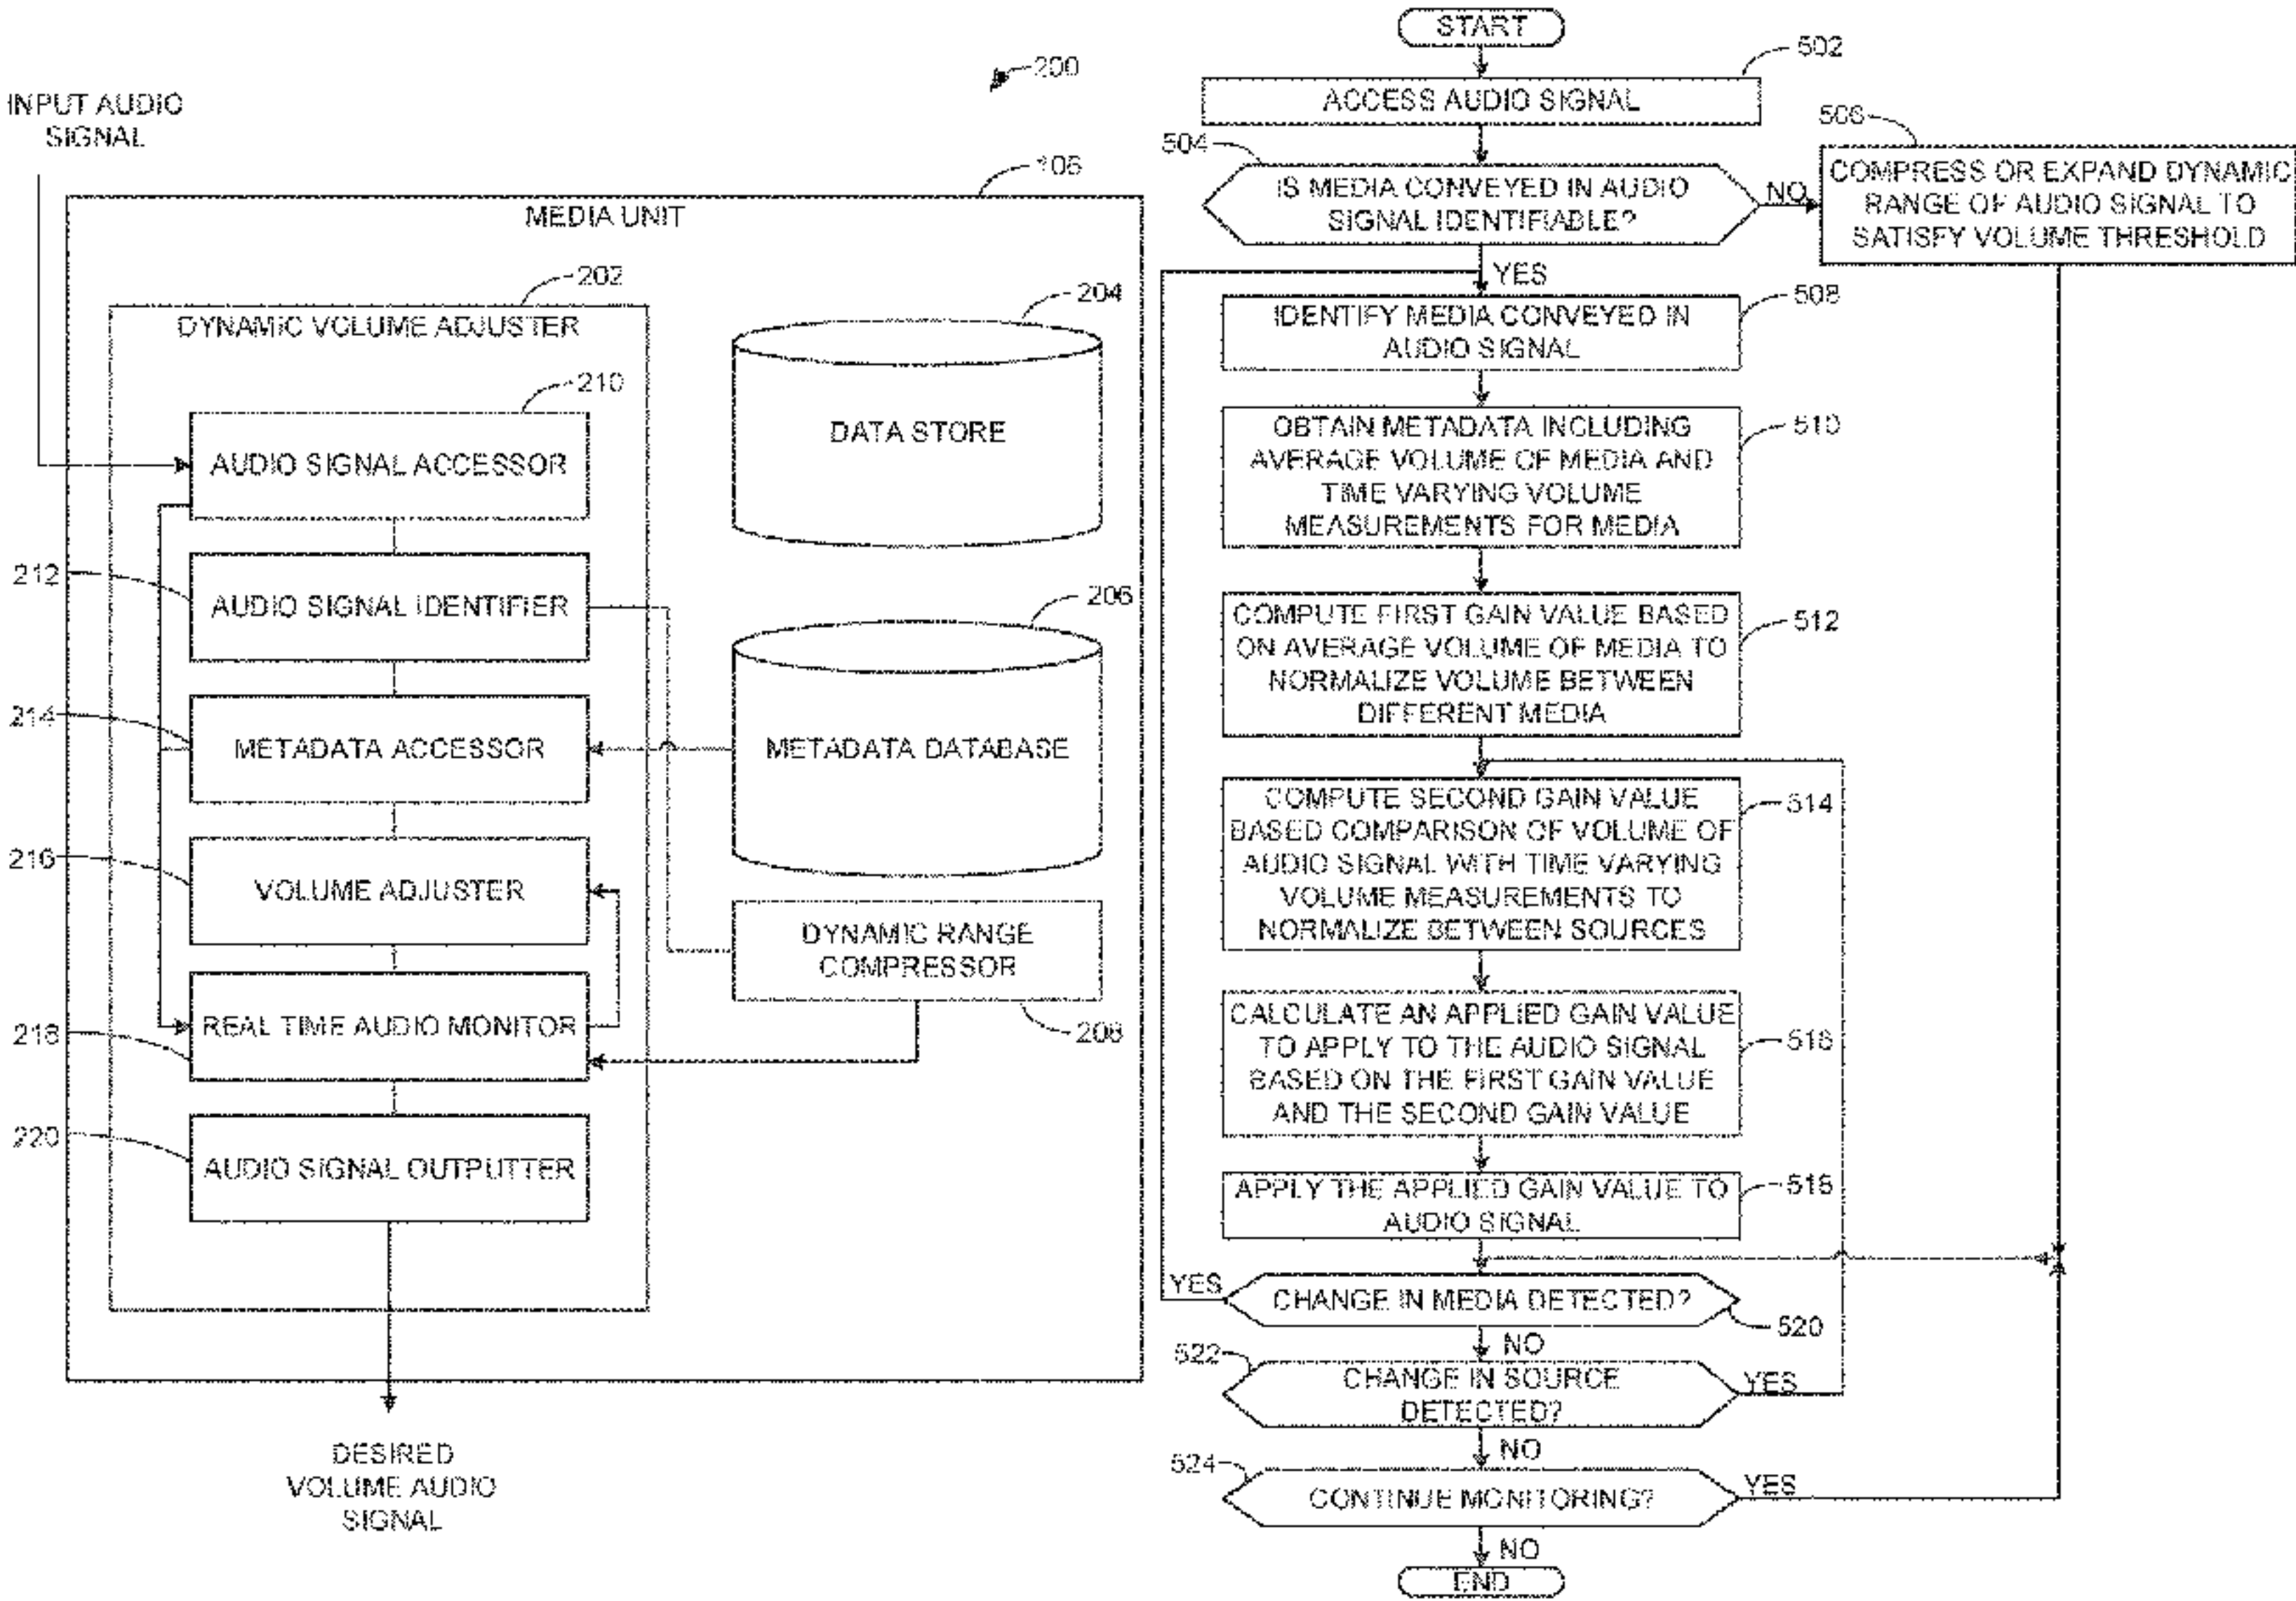 200
INPUT AUDIO
SIGNAL
106
MEDIA UNIT
202
DYNAMIC VOLUME ADJUSTER
204
DATA STORE
210
AUDIO SIGNAL ACCESSOR
212
AUDIO SIGNAL IDENTIFIER
206
METADATA DATABASE
214
METADATA ACCESSOR
216
VOLUME ADJUSTER
DYNAMIC RANGE
COMPRESSOR
208
218
REAL TIME AUDIO MONITOR
220
AUDIO SIGNAL OUTPUTTER
DESIRED
VOLUME AUDIO
SIGNAL
START
502
ACCESS AUDIO SIGNAL
504
IS MEDIA CONVEYED IN AUDIO
SIGNAL IDENTIFIABLE?
NO
506
COMPRESS OR EXPAND DYNAMIC
RANGE OF AUDIO SIGNAL TO
SATISFY VOLUME THRESHOLD
YES
508
IDENTIFY MEDIA CONVEYED IN
AUDIO SIGNAL
510
OBTAIN METADATA INCLUDING
AVERAGE VOLUME OF MEDIA AND
TIME VARYING VOLUME
MEASUREMENTS FOR MEDIA
512
COMPUTE FIRST GAIN VALUE BASED
ON AVERAGE VOLUME OF MEDIA TO
NORMALIZE VOLUME BETWEEN
DIFFERENT MEDIA
514
COMPUTE SECOND GAIN VALUE
BASED COMPARISON OF VOLUME OF
AUDIO SIGNAL WITH TIME VARYING
VOLUME MEASUREMENTS TO
NORMALIZE BETWEEN SOURCES
516
CALCULATE AN APPLIED GAIN VALUE
TO APPLY TO THE AUDIO SIGNAL
BASED ON THE FIRST GAIN VALUE
AND THE SECOND GAIN VALUE
518
APPLY THE APPLIED GAIN VALUE TO
AUDIO SIGNAL
YES
CHANGE IN MEDIA DETECTED?
520
NO
522
CHANGE IN SOURCE
DETECTED?
YES
NO
524
CONTINUE MONITORING?
YES
NO
END